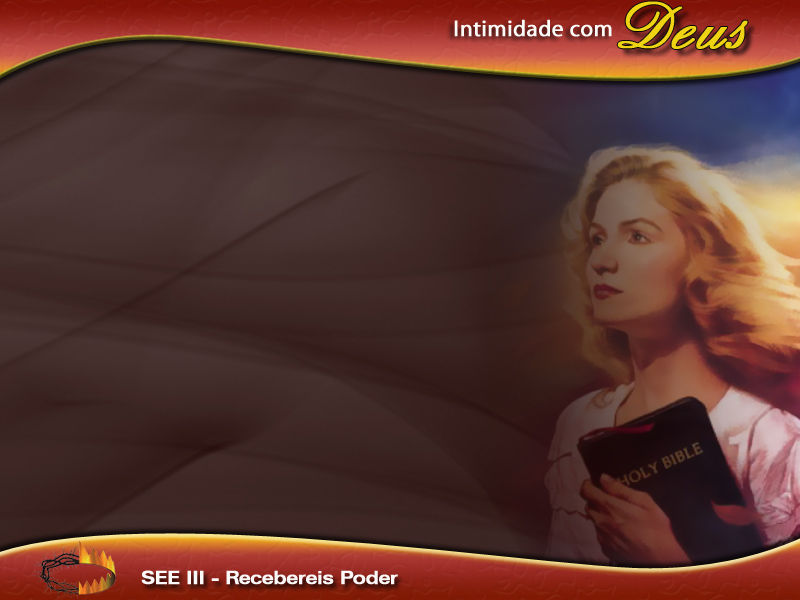 Intimidade com Deus
HOLY BIBLE
SEE III - Recebereis Poder